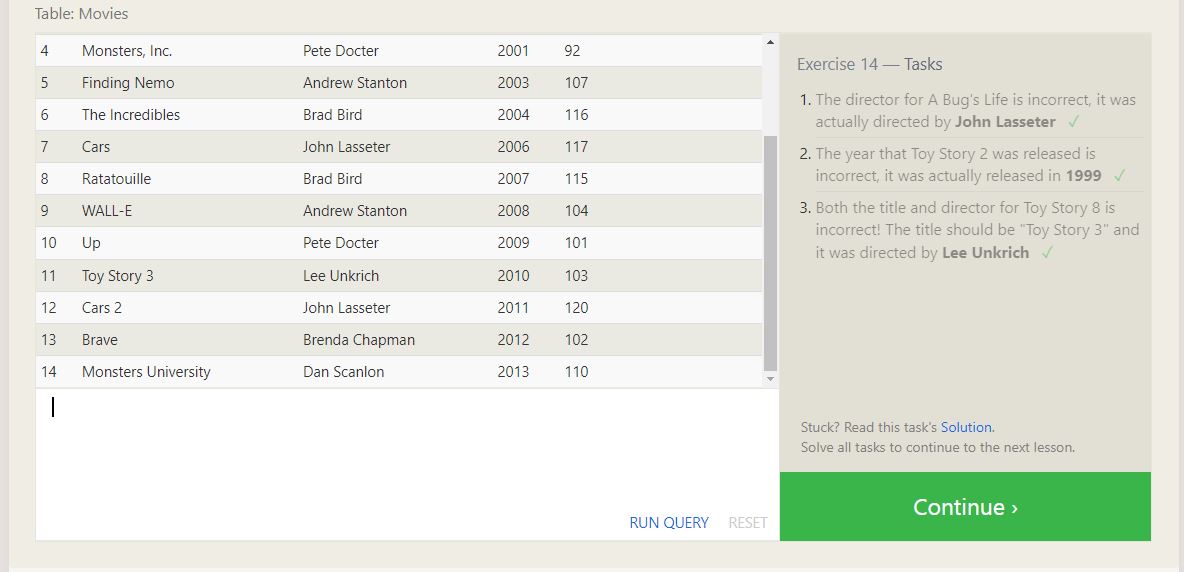 Table: Movies
4 Monsters, Inc. Pete Docter 2001 92
5 Finding Nemo Andrew Stanton 2003 107
6 The Incredibles Brad Bird 2004 116
7 Cars John Lasseter 2006 117
8 Ratatouille Brad Bird 2007 115
9 WALL-E Andrew Stanton 2008 104
10 Up Pete Docter 2009 101
11 Toy Story 3 Lee Unkrich 2010 103
12 Cars 2 John Lasseter 2011 120
13 Brave Brenda Chapman 2012 102
14 Monsters University Dan Scanlon 2013 110
RUN QUERY RESET
Exercise 14 — Tasks
1. The director for A Bug's Life is incorrect, it was
actually directed by John Lasseter ✓
2. The year that Toy Story 2 was released is
incorrect, it was actually released in 1999 ✓
3. Both the title and director for Toy Story 8 is
incorrect! The title should be "Toy Story 3" and
it was directed by Lee Unkrich ✓
Stuck? Read this task's Solution.
Solve all tasks to continue to the next lesson.
Continue ›